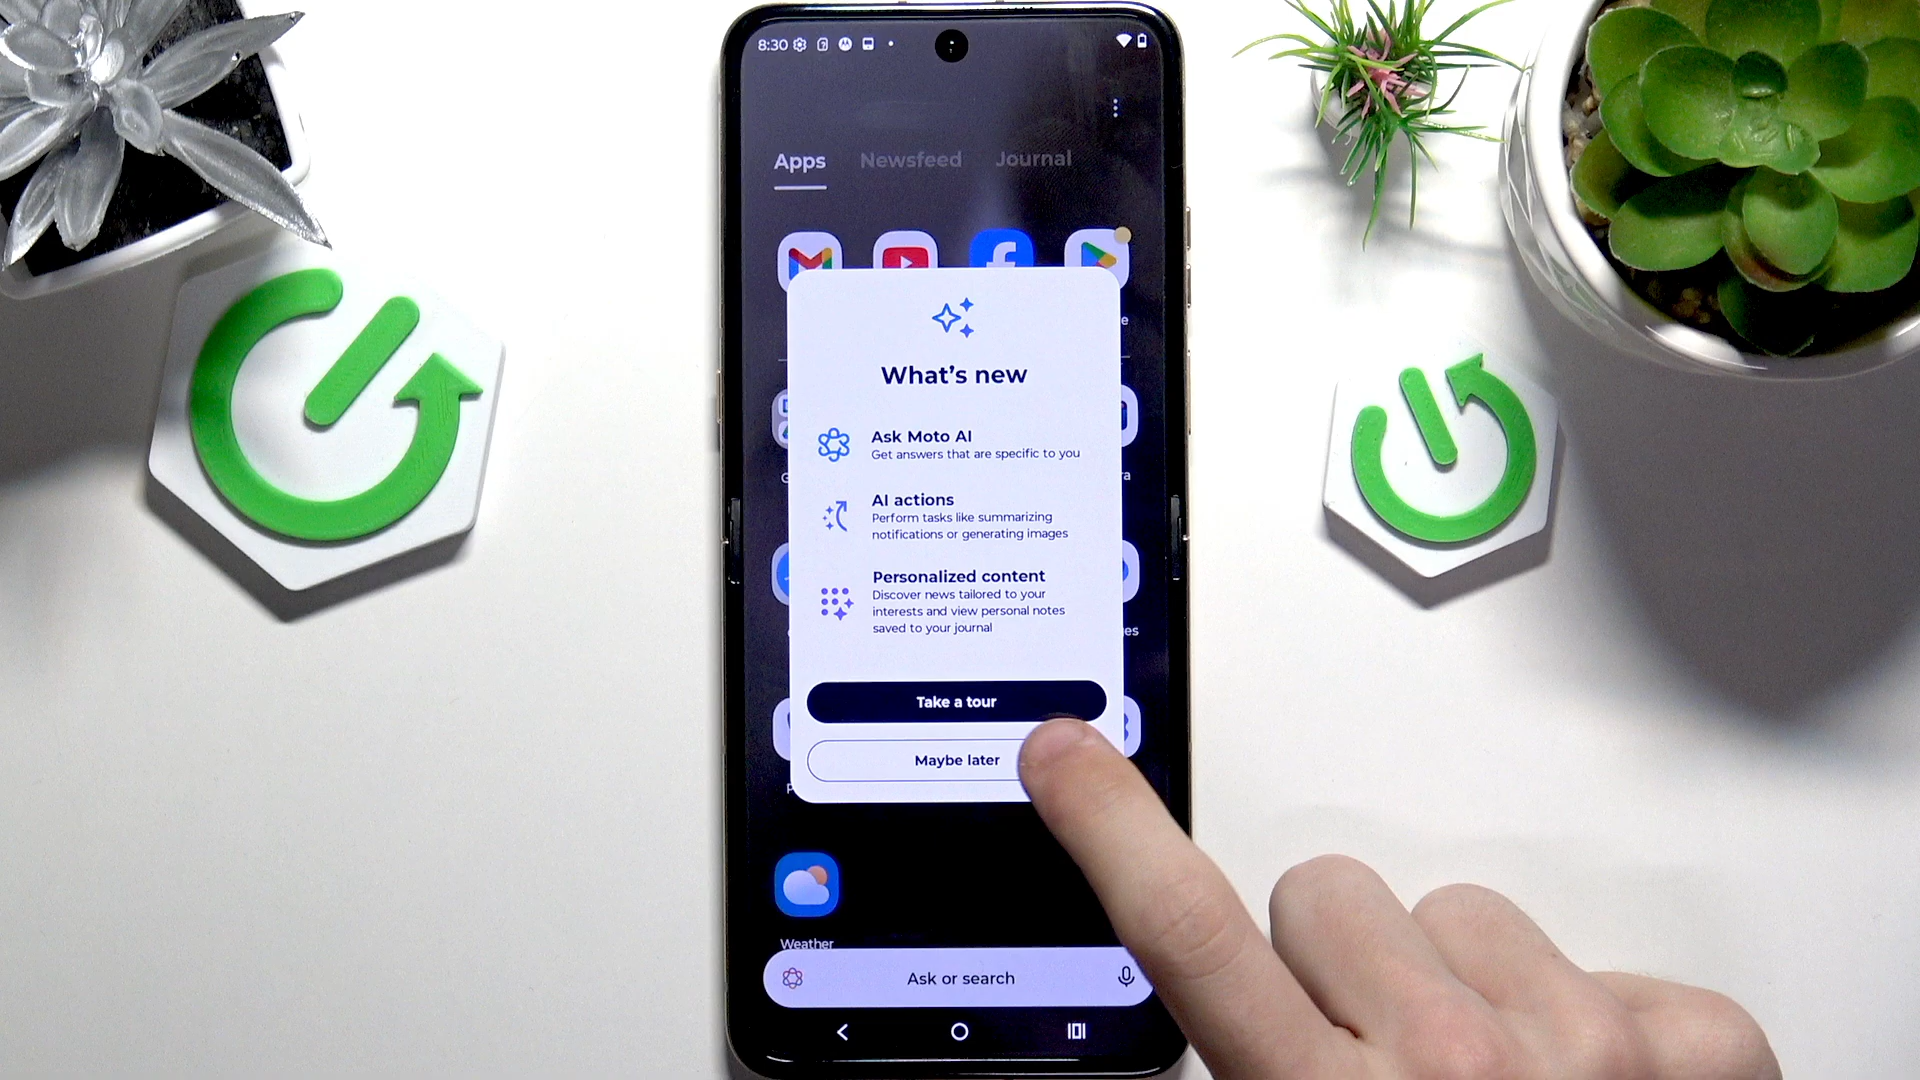 8:30
Apps Newsfeed Journal
What's new
Ask Moto AI
Get answers that are specific to you
AI actions
Perform tasks like summarizing
notifications or generating images
Personalized content
Discover news tailored to your
interests and view personal notes
saved to your journal
Take a tour
Maybe later
Weather
Ask or search